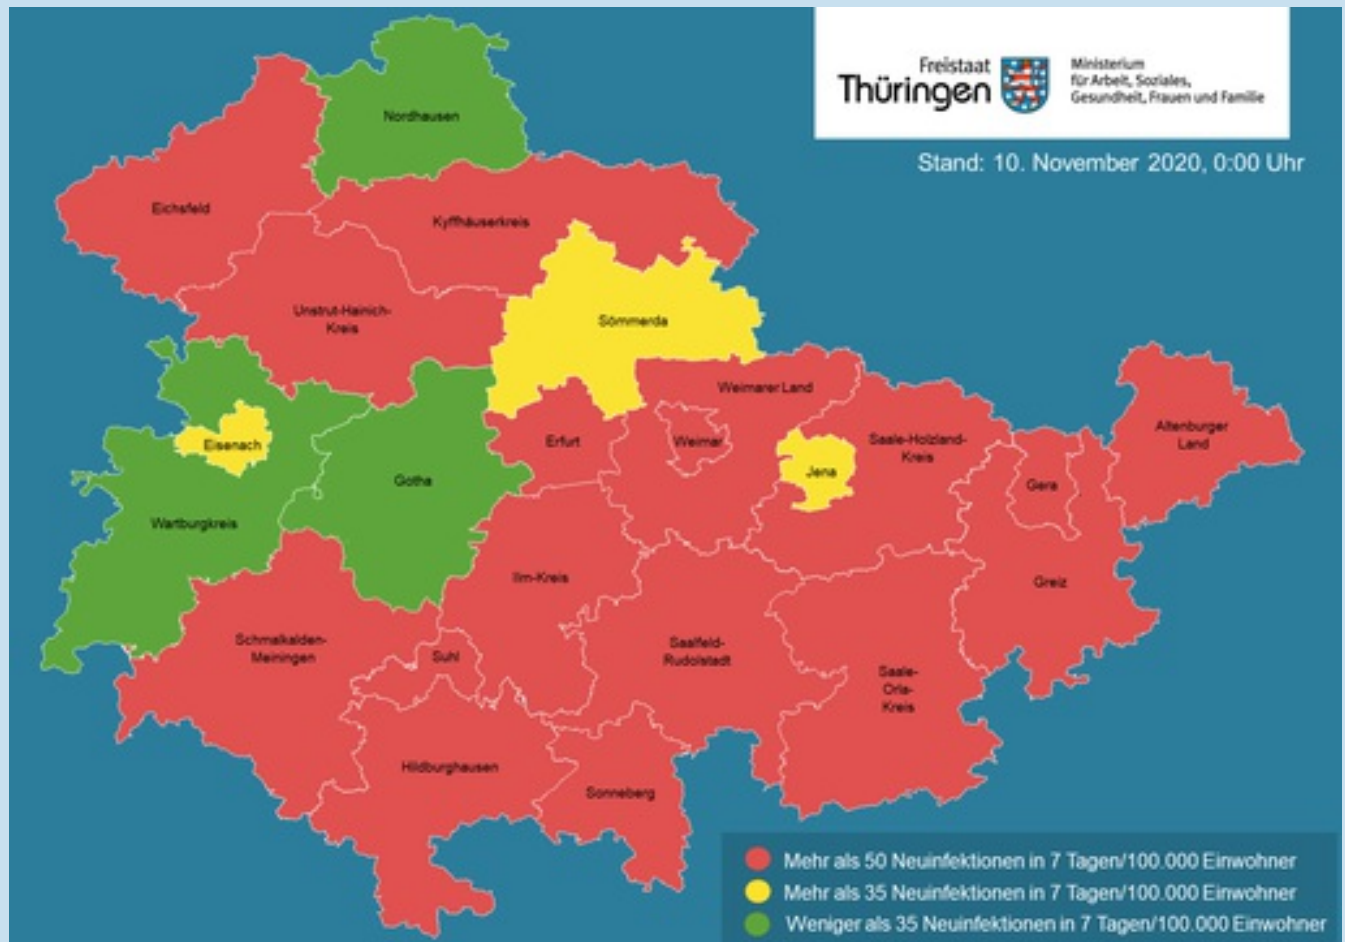 Freistaat
Thüringen
Ministerium
für Arbeit, Soziales,
Gesundheit, Frauen und Familie
Stand: 10. November 2020, 0:00 Uhr
Nordhausen
Eichsfeld
Kyffhäuserkreis
Unstrut-Hainich-
Kreis
Sömmerda
Weimarer Land
Eisenach
Erfurt
Weimar
Saale-Holzland-
Kreis
Altenburger
Land
Jena
Gotha
Gera
Wartburgkreis
Ilm-Kreis
Greiz
Schmalkalden-
Meiningen
Suhl
Saalfeld-
Rudolstadt
Saale-
Orla-
Kreis
Hildburghausen
Sonneberg
Mehr als 50 Neuinfektionen in 7 Tagen/100.000 Einwohner
Mehr als 35 Neuinfektionen in 7 Tagen/100.000 Einwohner
Weniger als 35 Neuinfektionen in 7 Tagen/100.000 Einwohner